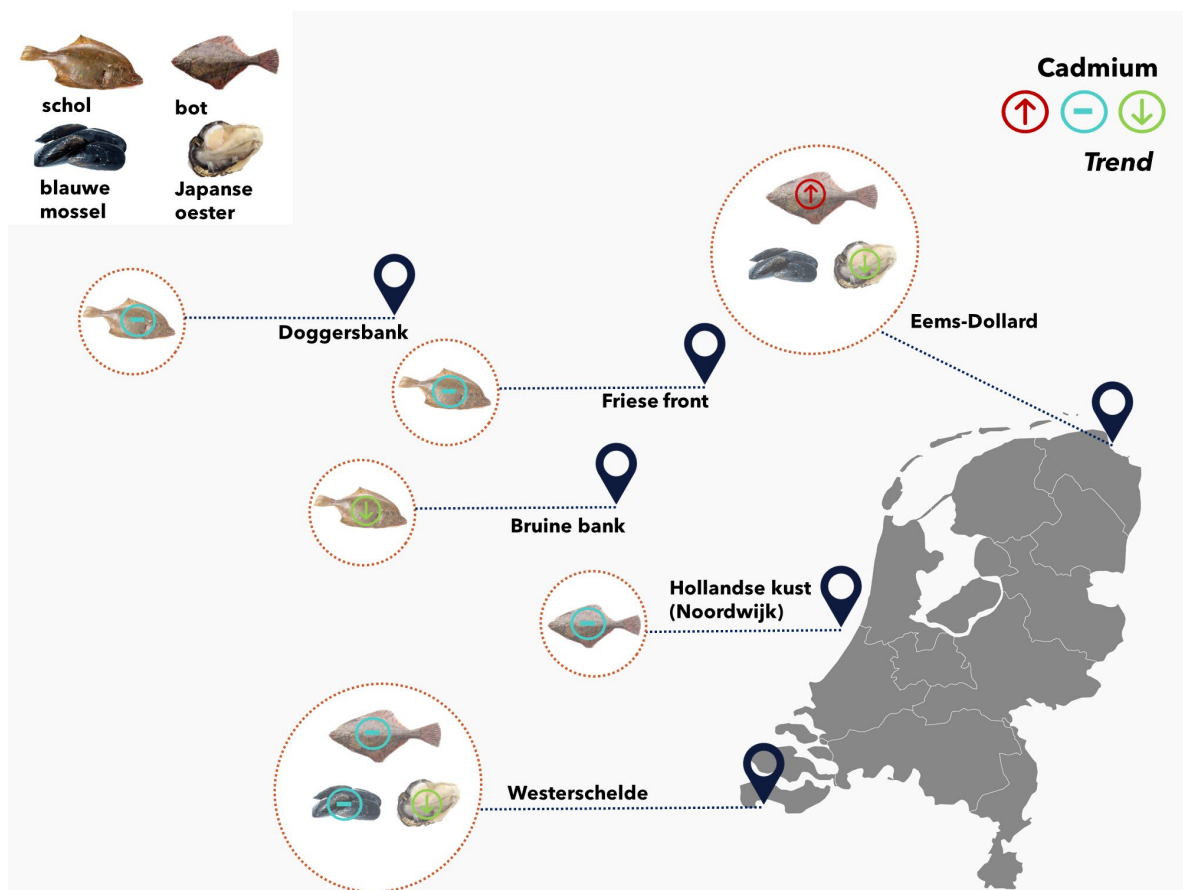 schol
bot
blauwe
mossel
Japanse
oester
Cadmium
Trend
Doggersbank
Eems-Dollard
Friese front
Bruine bank
Hollandse kust
(Noordwijk)
Westerschelde